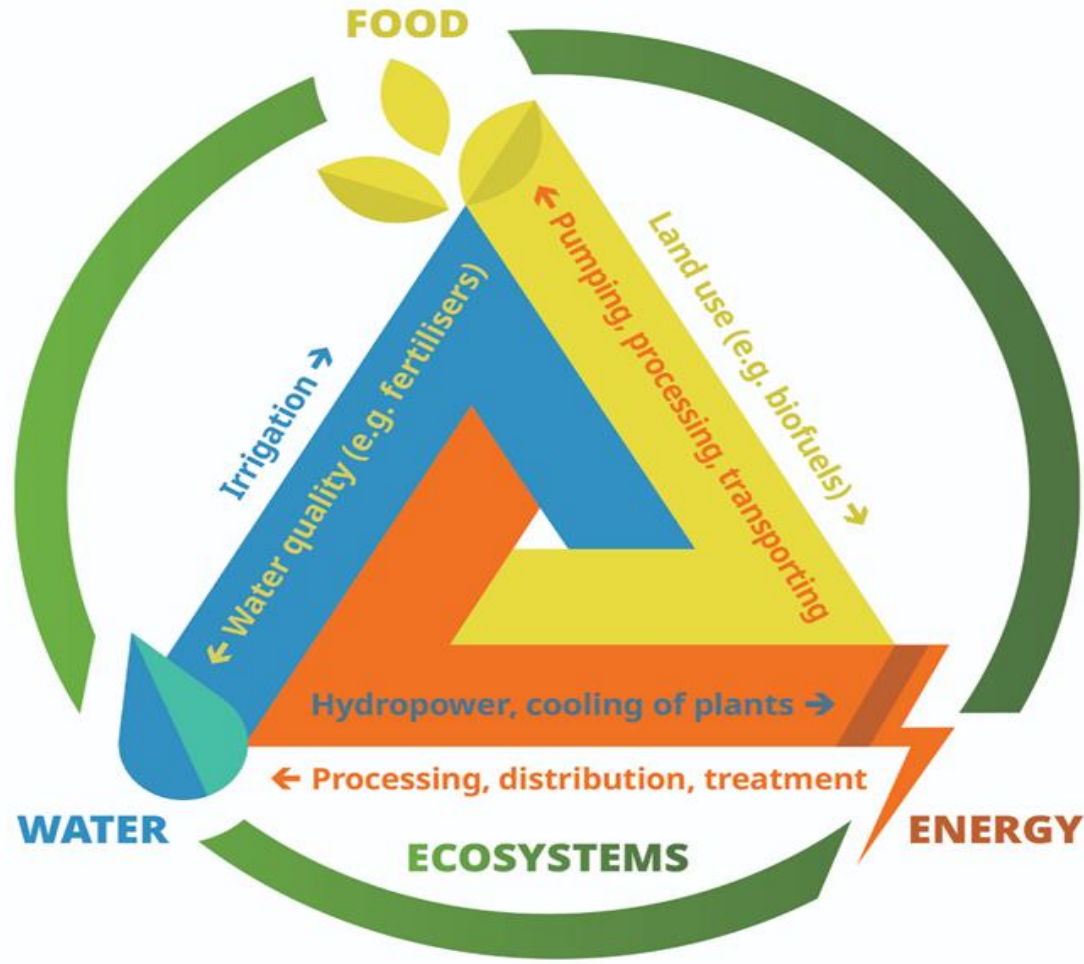 FOOD
← Pumping, processing, transporting
Land use (e.g. biofuels) →
Irrigation →
← Water quality (e.g. fertilisers)
Hydropower, cooling of plants →
← Processing, distribution, treatment
WATER
ENERGY
ECOSYSTEMS